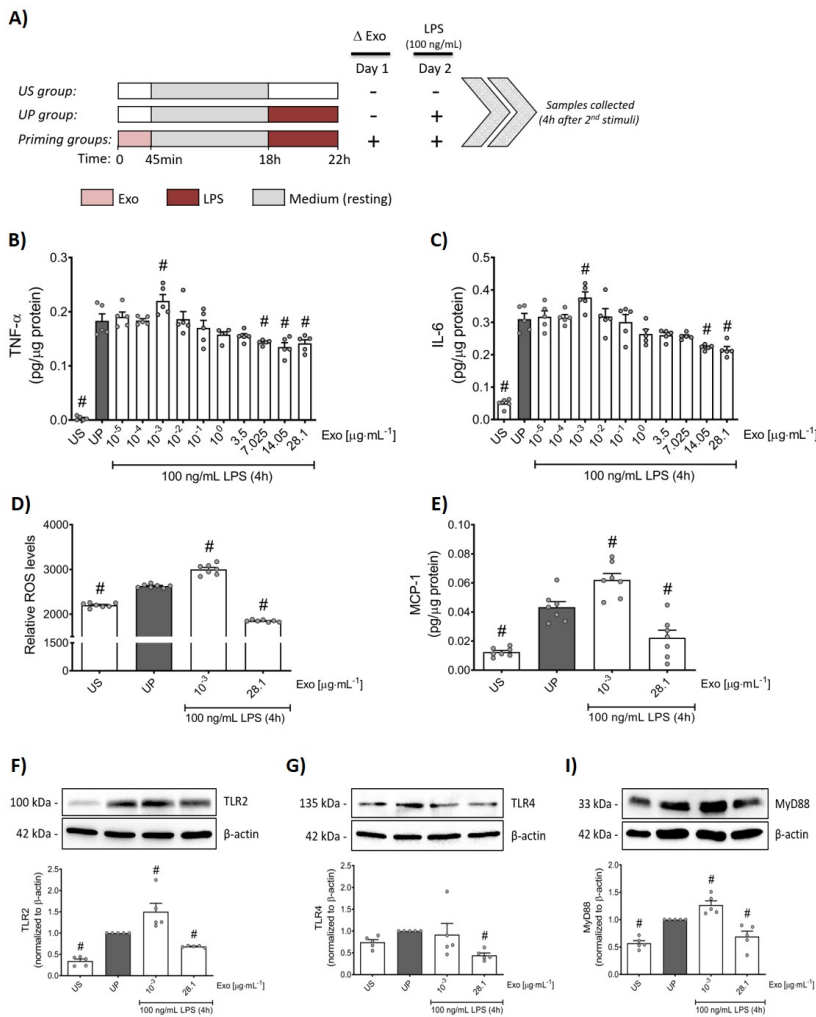 A)
Δ Exo
LPS
(100 ng/mL)
Day 1
Day 2
US group:
-
-
UP group:
-
+
Priming groups:
+
+
Samples collected
(4h after 2nd stimuli)
Time:
0
45min
18h
22h
Exo
LPS
Medium (resting)
B)
TNF-α
(pg/μg protein)
0.3
0.2
0.1
0.0
#
#
#
#
#
US
UP
10-5
10-4
10-3
10-2
10-1
100
3.5
7.025
14.05
28.1
Exo [μg·mL-1]
100 ng/mL LPS (4h)
C)
IL-6
(pg/μg protein)
0.5
0.4
0.3
0.2
0.1
0.0
#
#
#
#
US
UP
10-5
10-4
10-3
10-2
10-1
100
3.5
7.025
14.05
28.1
Exo [μg·mL-1]
100 ng/mL LPS (4h)
D)
Relative ROS levels
4000
3000
2000
1500
0
#
#
#
US
UP
10-3
28.1
Exo [μg·mL-1]
100 ng/mL LPS (4h)
E)
MCP-1
(pg/μg protein)
0.10
0.08
0.06
0.04
0.02
0.00
#
#
#
US
UP
10-3
28.1
Exo [μg·mL-1]
100 ng/mL LPS (4h)
F)
100 kDa -
TLR2
42 kDa -
β-actin
TLR2
(normalized to β-actin)
2.5
2.0
1.5
1.0
0.5
0.0
#
#
#
US
UP
10-3
28.1
Exo [μg·mL-1]
100 ng/mL LPS (4h)
G)
135 kDa -
TLR4
42 kDa -
β-actin
TLR4
(normalized to β-actin)
2.5
2.0
1.5
1.0
0.5
0.0
#
US
UP
10-3
28.1
Exo [μg·mL-1]
100 ng/mL LPS (4h)
I)
33 kDa -
MyD88
42 kDa -
β-actin
MyD88
(normalized to β-actin)
2.0
1.5
1.0
0.5
0.0
#
#
#
US
UP
10-3
28.1
Exo [μg·mL-1]
100 ng/mL LPS (4h)